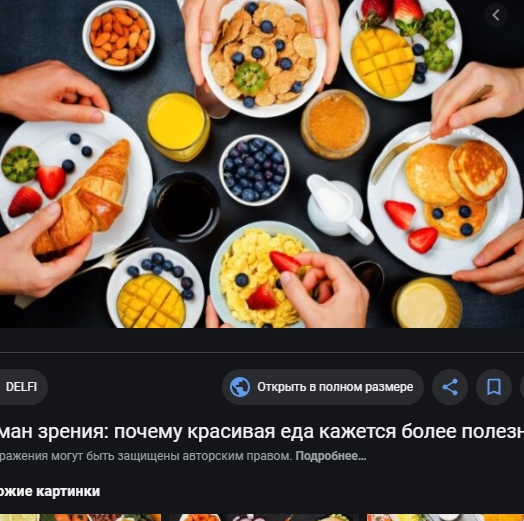 DELFI
Открыть в полном размере
ман зрения: почему красивая еда кажется более полезн
ражения могут быть защищены авторским правом. Подробнее...
ожие картинки